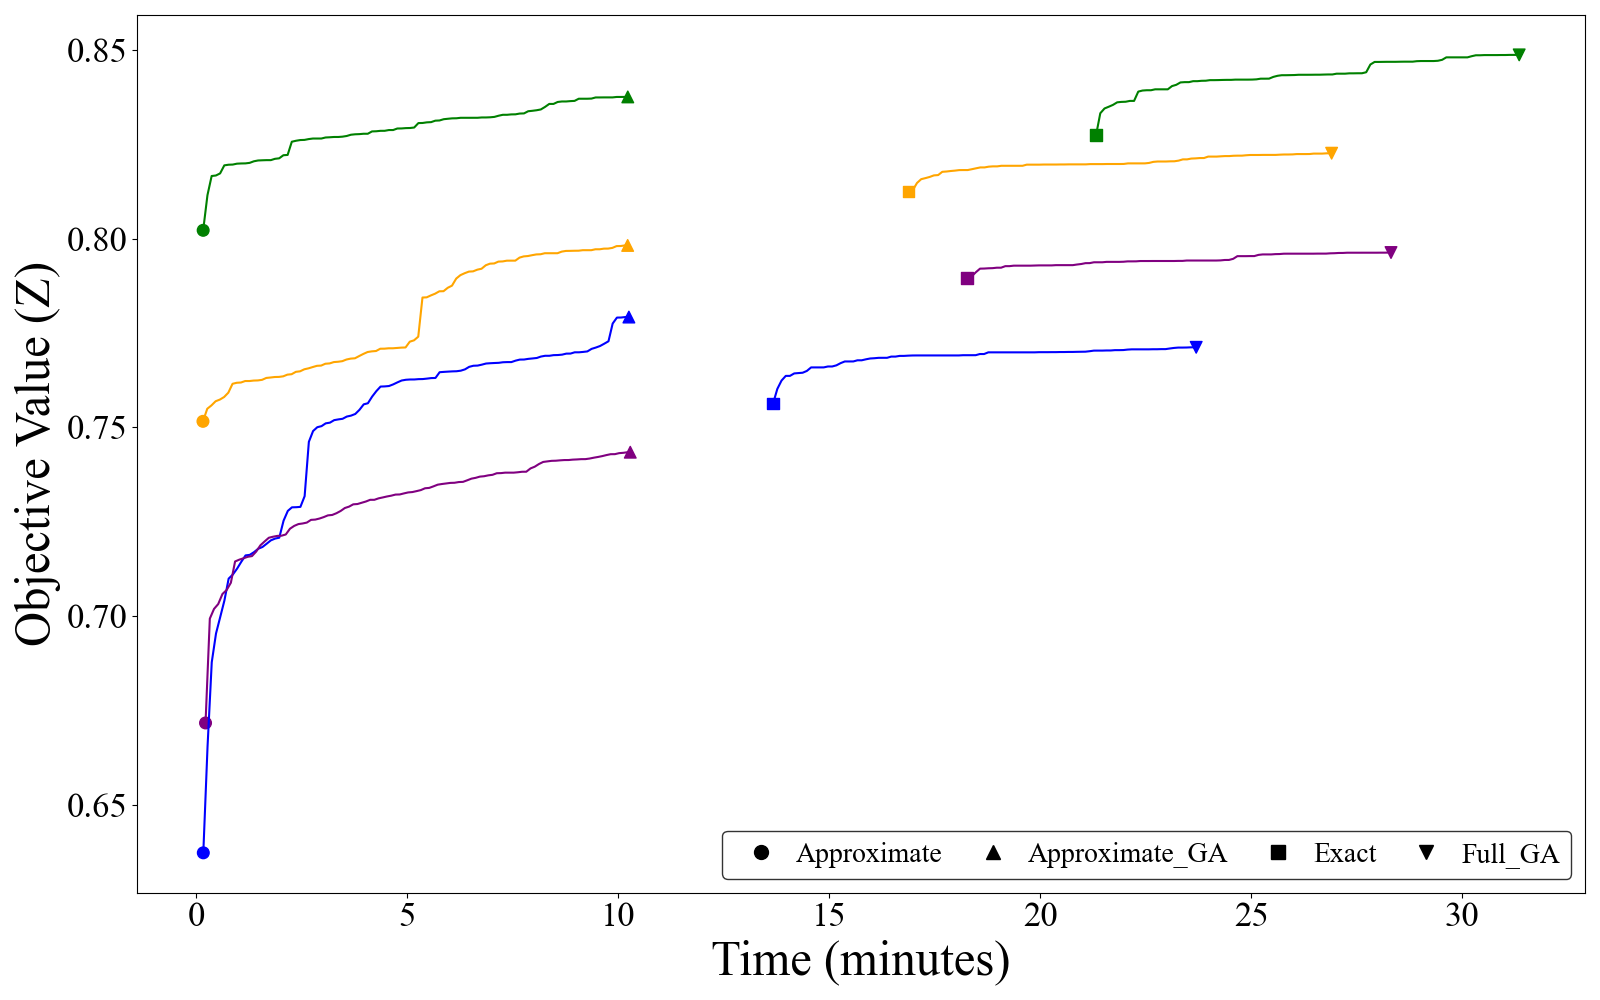 Objective Value (Z)
0.85
0.80
0.75
0.70
0.65
Approximate Approximate_GA Exact Full_GA
0 5 10 15 20 25 30
Time (minutes)